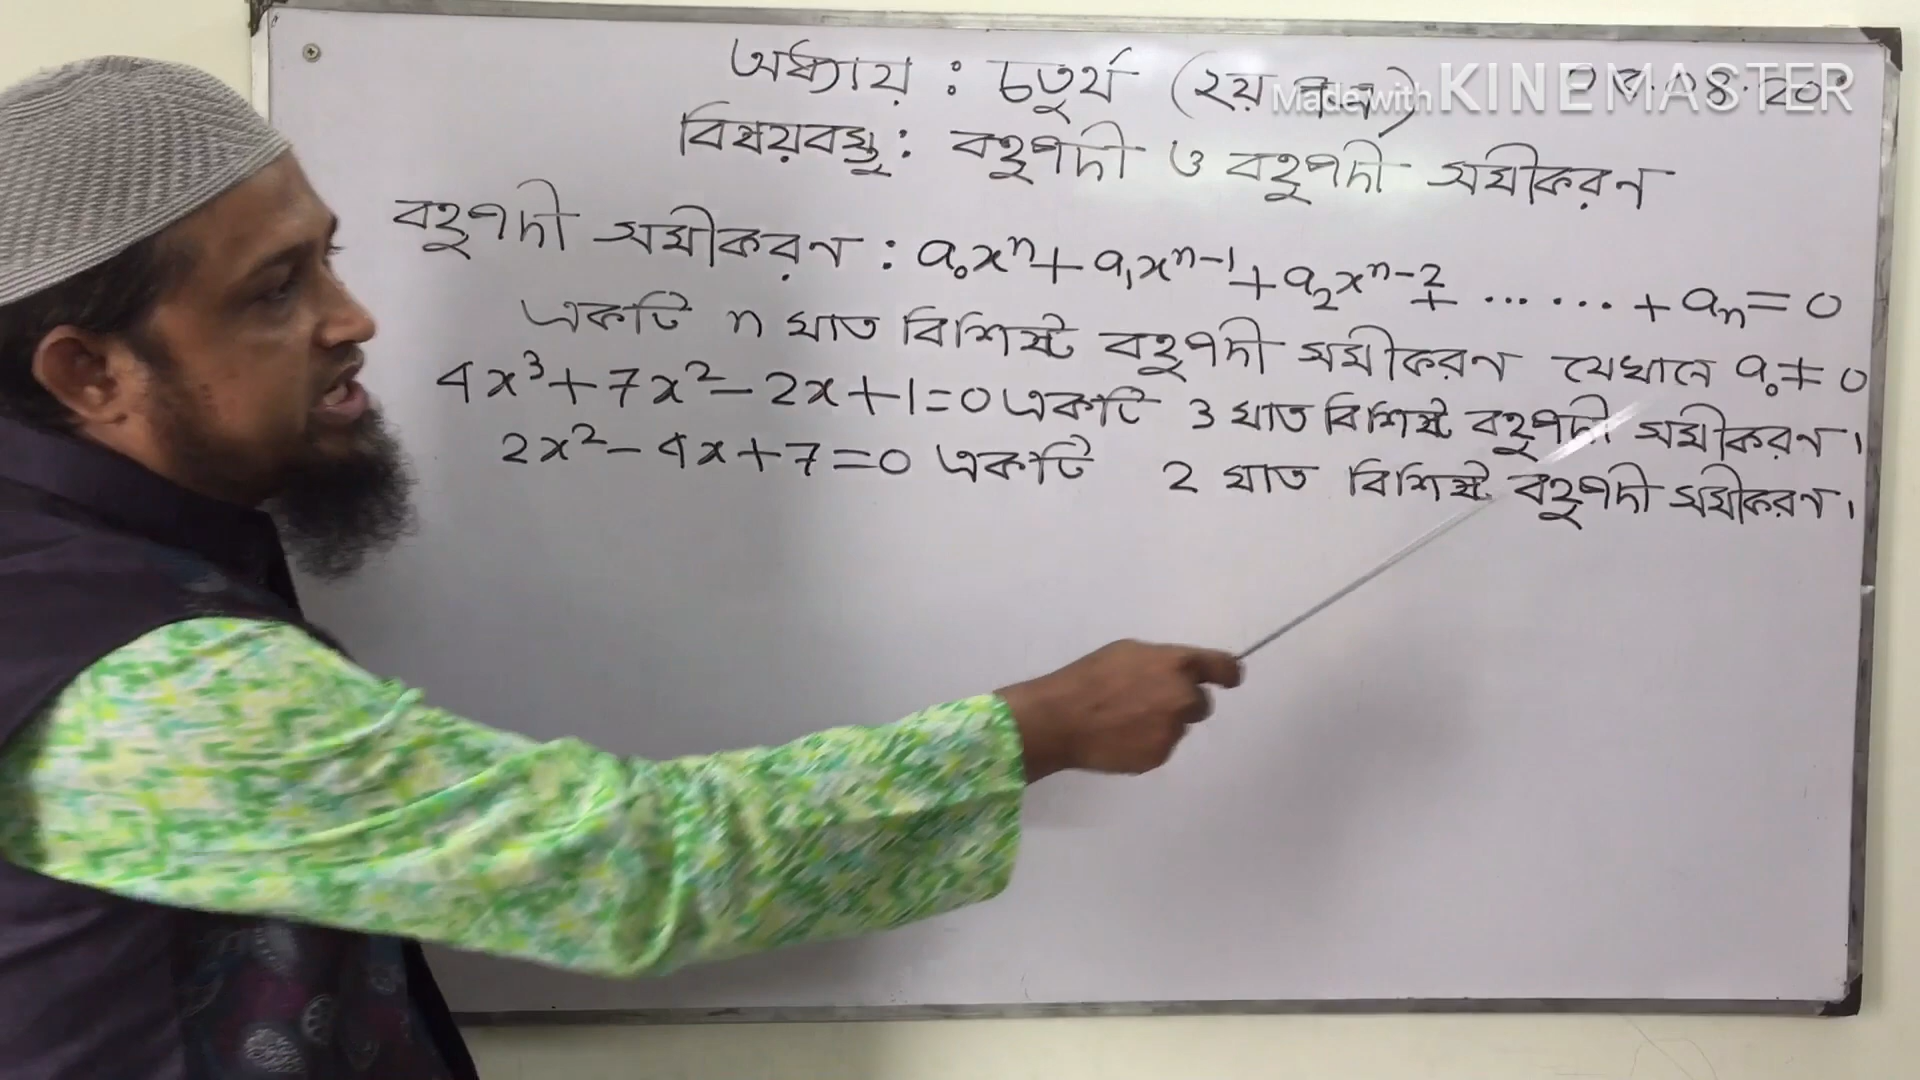 অধ্যায় : চতুর্থ (২য় পত্র)
Made with KINEMASTER
বিষয়বস্তু : বহুপদী ও বহুপদী সমীকরণ
বহুপদী সমীকরণ : a₀xⁿ + a₁xⁿ⁻¹ + a₂xⁿ⁻² + ...... + aₙ = 0
একটি n ঘাত বিশিষ্ট বহুপদী সমীকরণ যেখানে a₀ ≠ 0
4x³ + 7x² − 2x + 1 = 0 একটি 3 ঘাত বিশিষ্ট বহুপদী সমীকরণ।
2x² − 4x + 7 = 0 একটি 2 ঘাত বিশিষ্ট বহুপদী সমীকরণ।